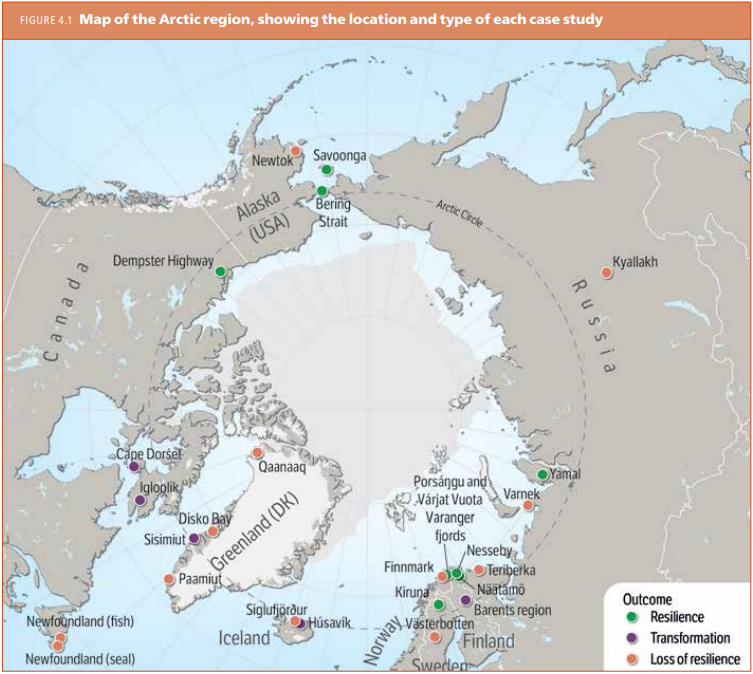 FIGURE 4.1 Map of the Arctic region, showing the location and type of each case study
Newtok
Savoonga
Bering
Strait
Alaska
(USA)
Arctic Circle
Dempster Highway
Kyallakh
Canada
Russia
Cape Dorset
Igloolik
Qaanaaq
Disko Bay
Sisimiut
Greenland (DK)
Paamiut
Porsáŋgu and
Várjat Vuota
Varanger
fjords
Yamal
Varnek
Nesseby
Finnmark
Teriberka
Näätämö
Kiruna
Barents region
Siglufjörður
Húsavík
Iceland
Västerbotten
Norway
Finland
Sweden
Newfoundland (fish)
Newfoundland (seal)
Outcome
Resilience
Transformation
Loss of resilience